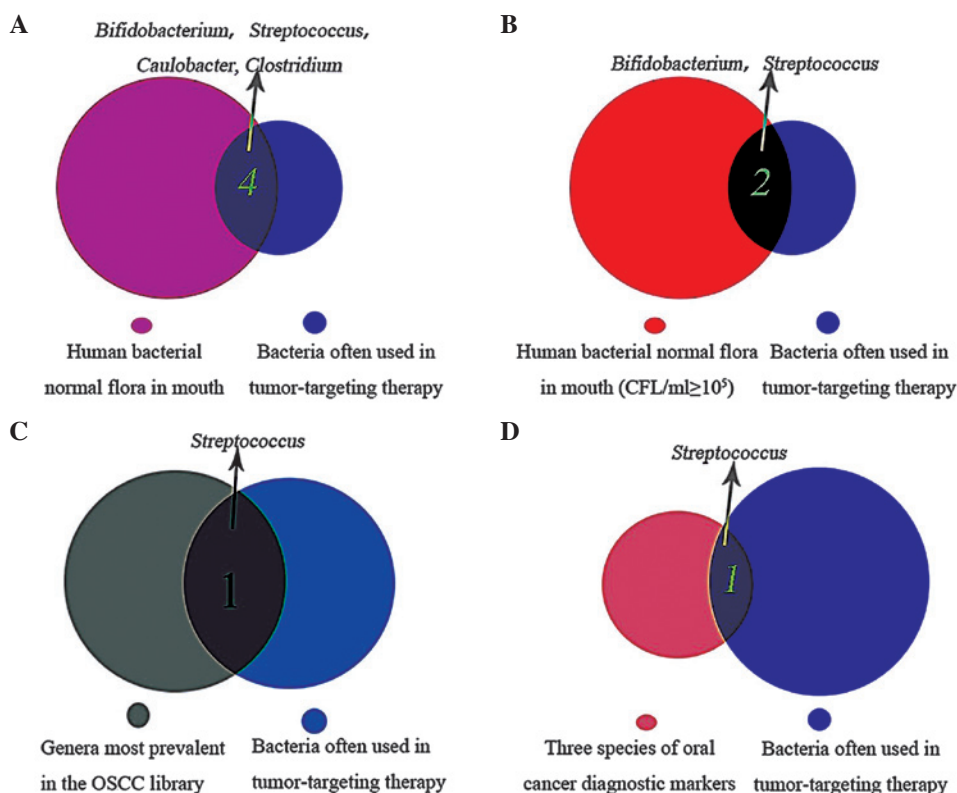 A
Bifidobacterium, Streptococcus,
Caulobacter, Clostridium
4
Human bacterial
normal flora in mouth
Bacteria often used in
tumor-targeting therapy
B
Bifidobacterium, Streptococcus
2
Human bacterial normal flora
in mouth (CFL/ml≥10⁵)
Bacteria often used in
tumor-targeting therapy
C
Streptococcus
1
Genera most prevalent
in the OSCC library
Bacteria often used in
tumor-targeting therapy
D
Streptococcus
1
Three species of oral
cancer diagnostic markers
Bacteria often used in
tumor-targeting therapy